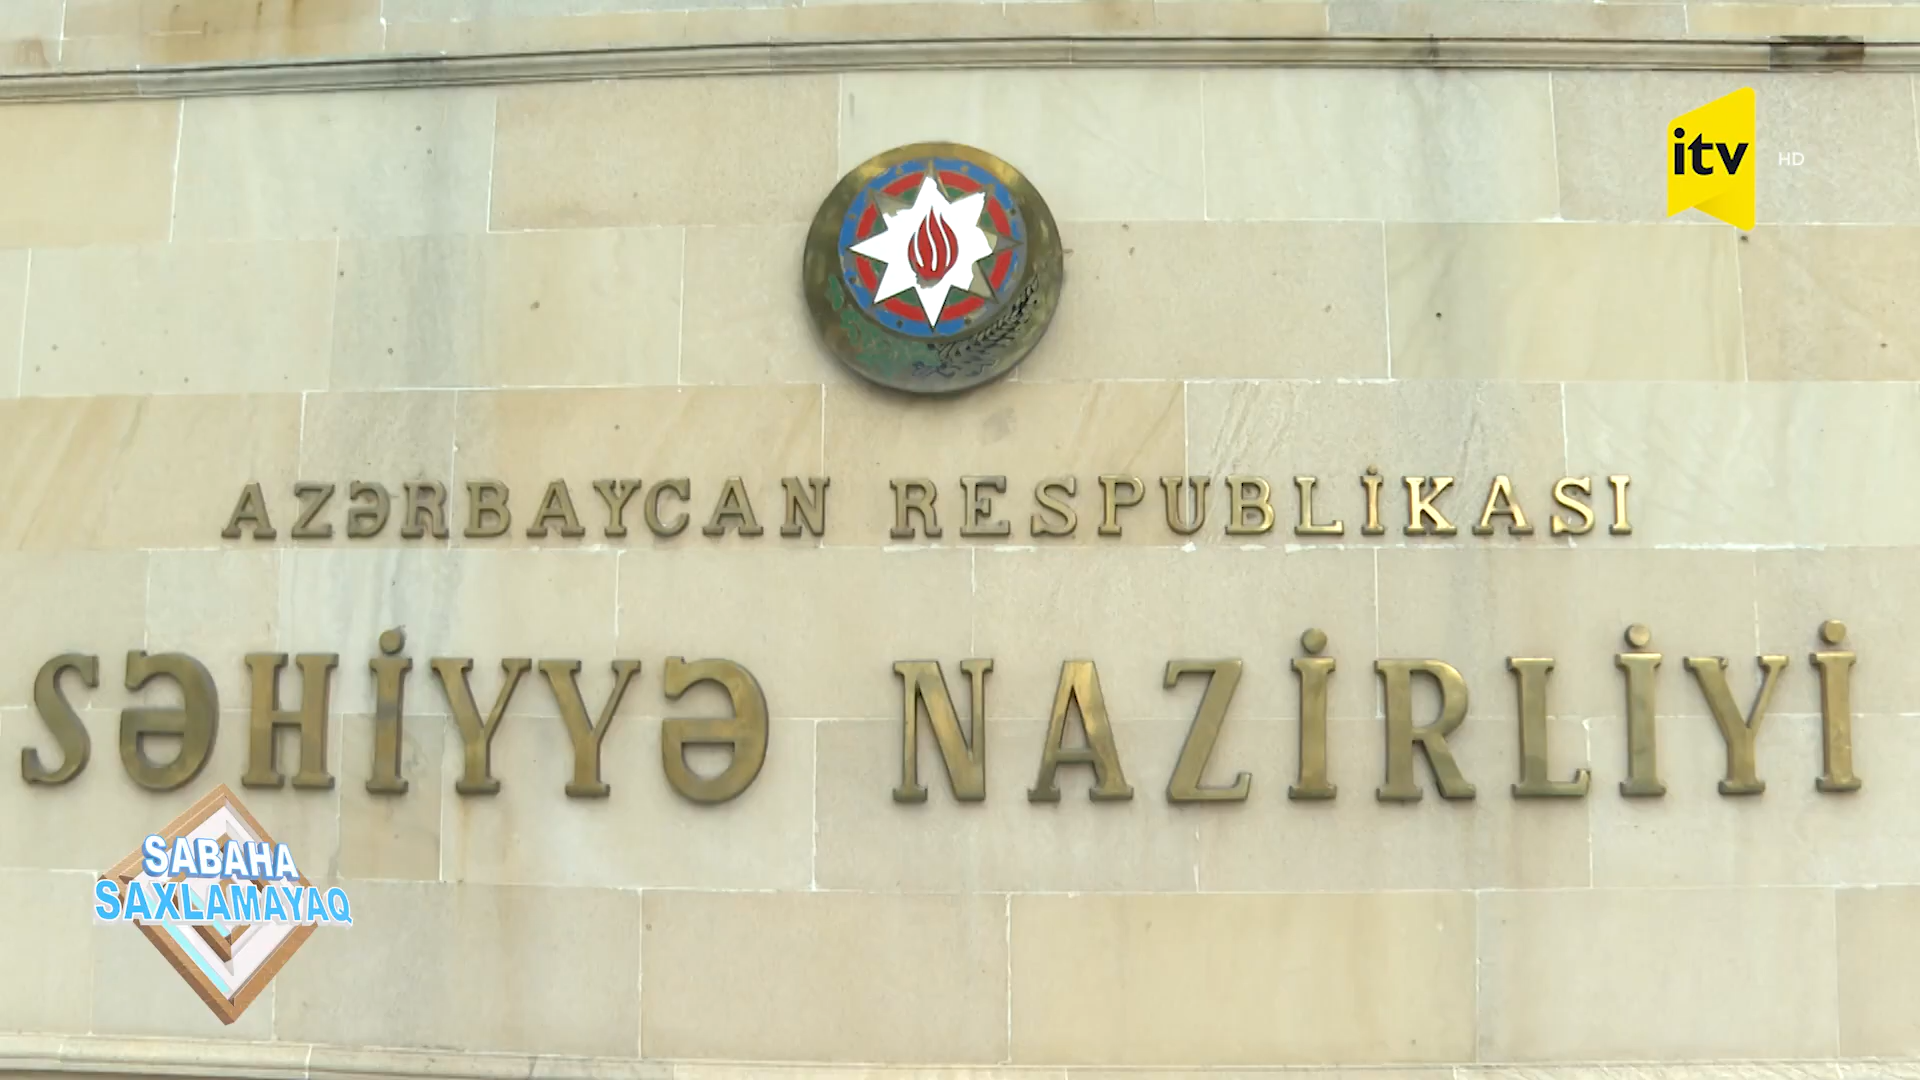 itv HD
AZƏRBAYCAN RESPUBLİKASI
SƏHİYYƏ NAZİRLİYİ
SABAHA
SAXLAMAYAQ